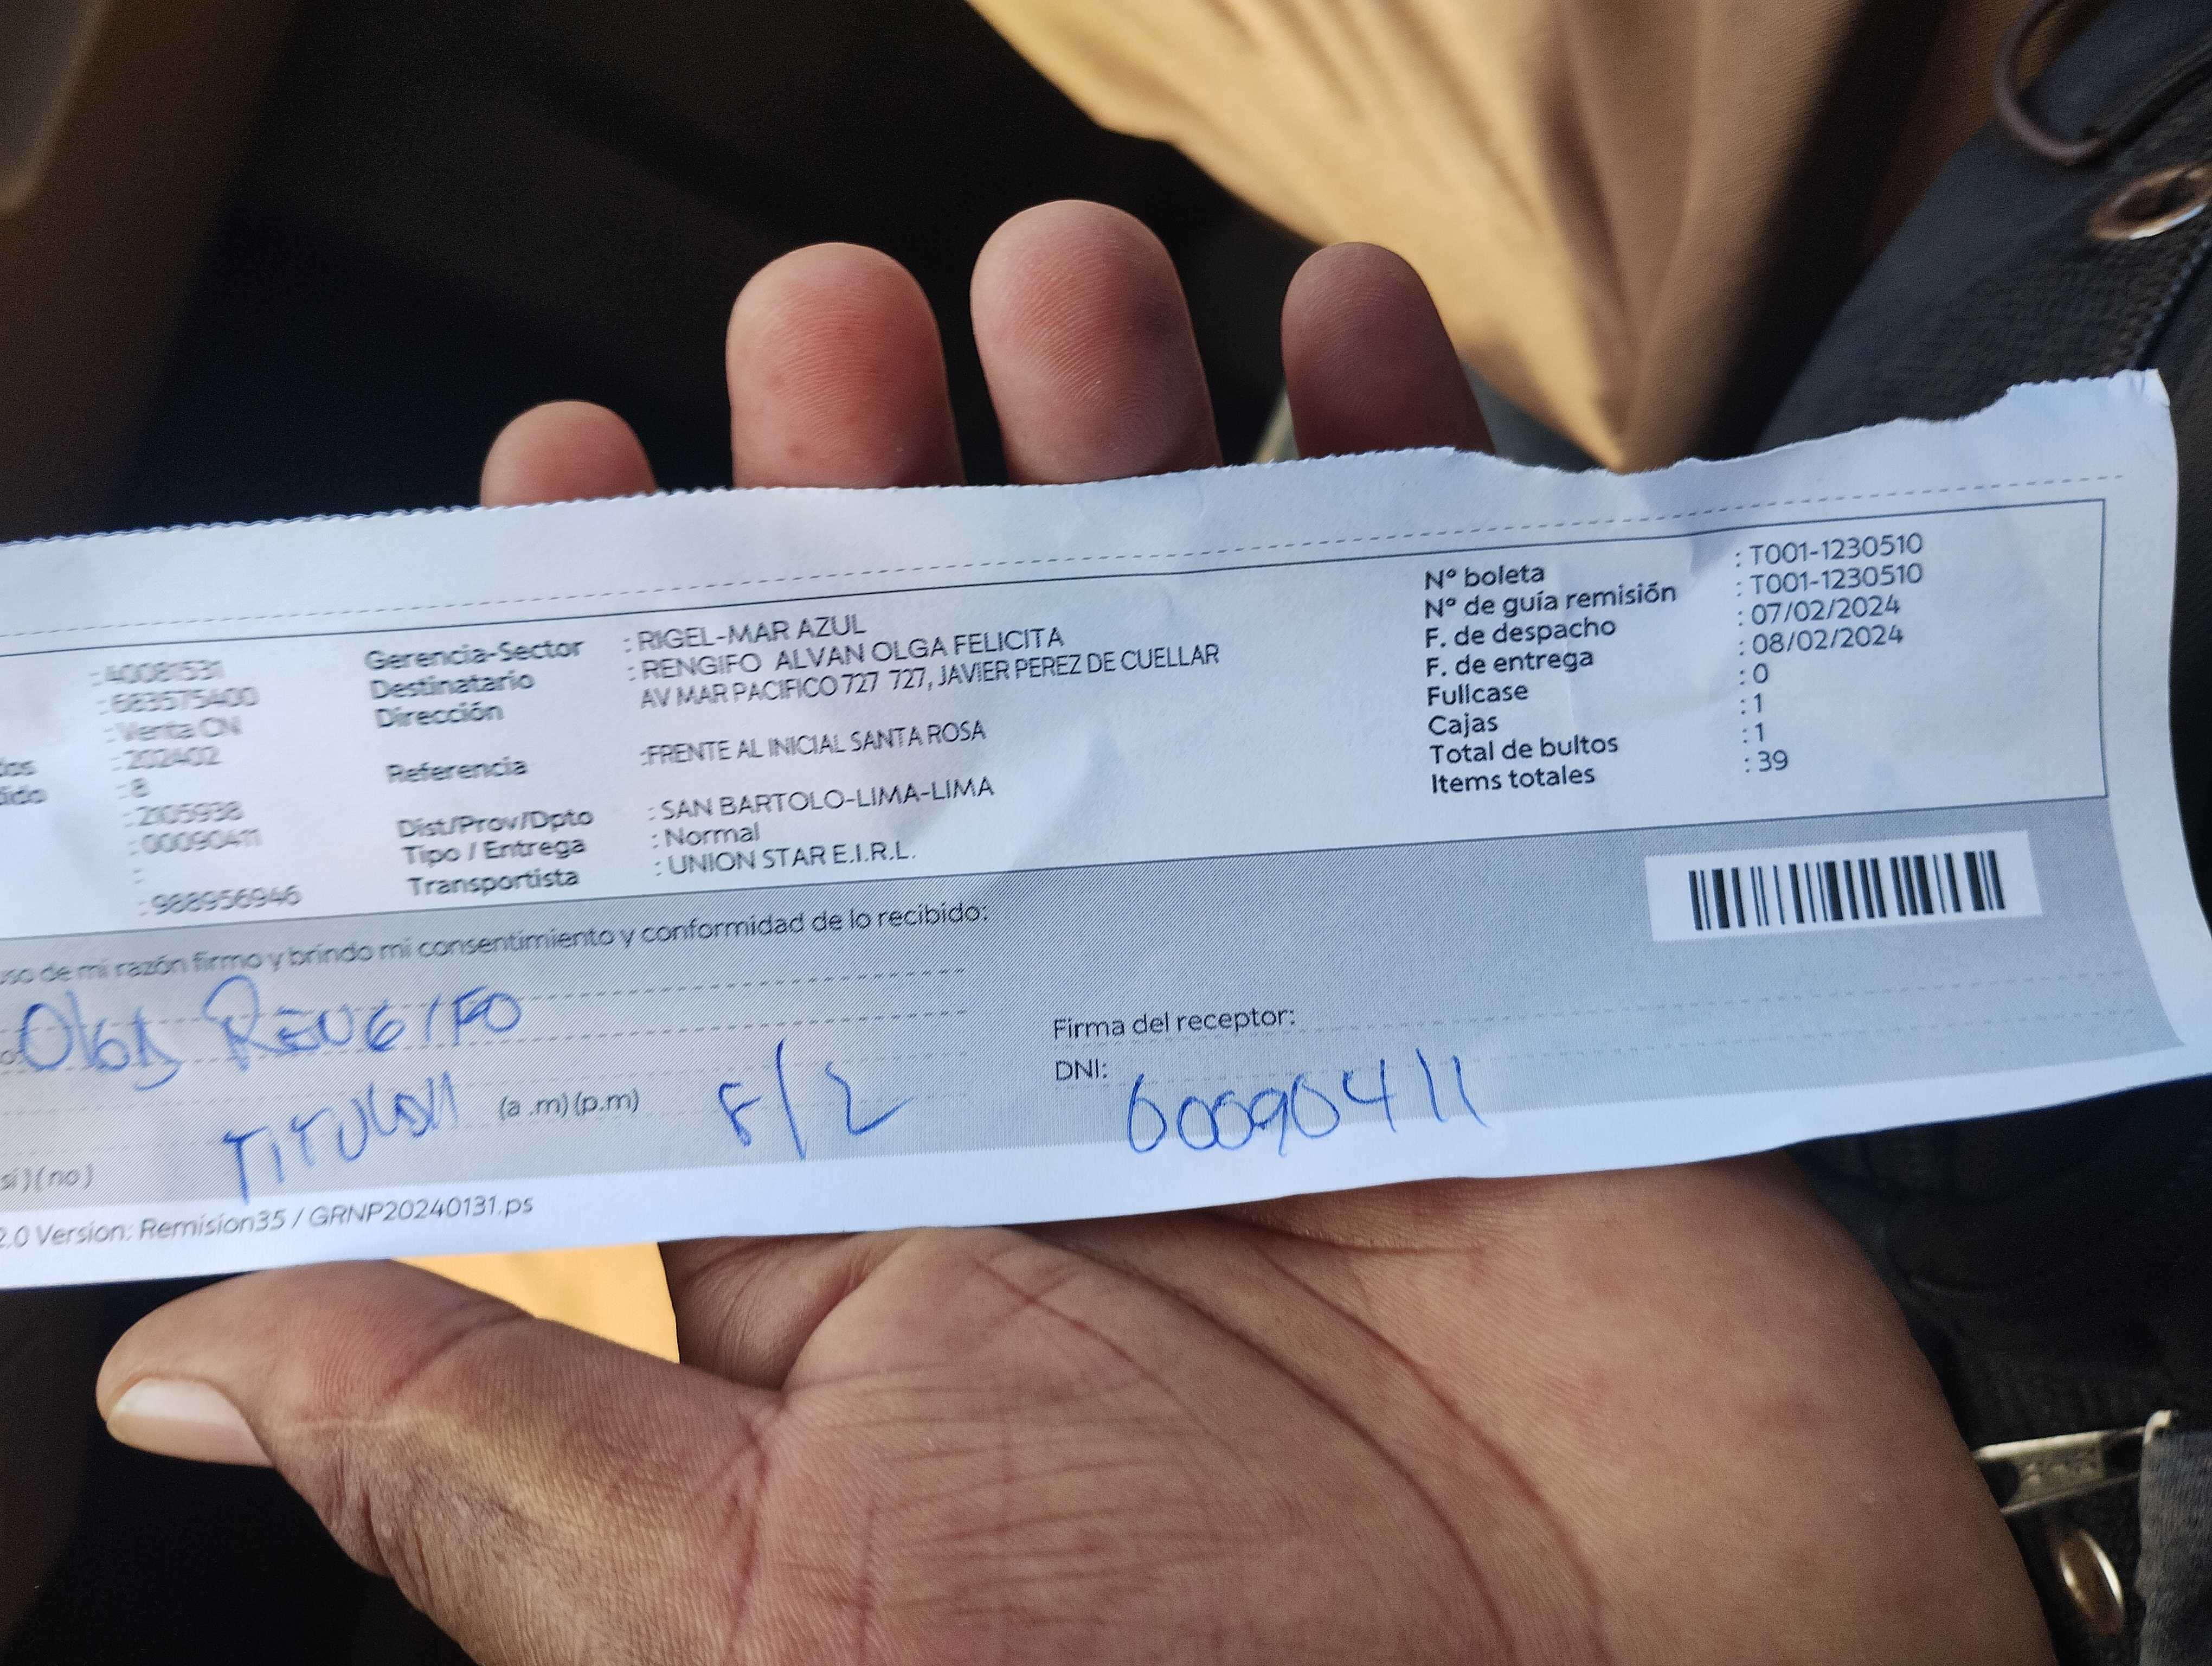 : 40081531
: 683575400
: Venta CN
: 202402
: 8
: 2105938
: 00090411
:
: 988956946
Gerencia-Sector : RIGEL-MAR AZUL
Destinatario : RENGIFO ALVAN OLGA FELICITA
Dirección AV MAR PACIFICO 727 727, JAVIER PEREZ DE CUELLAR
Referencia :FRENTE AL INICIAL SANTA ROSA
Dist/Prov/Dpto : SAN BARTOLO-LIMA-LIMA
Tipo / Entrega : Normal
Transportista : UNION STAR E.I.R.L.
Nº boleta : T001-1230510
Nº de guía remisión : T001-1230510
F. de despacho : 07/02/2024
F. de entrega : 08/02/2024
Fullcase : 0
Cajas : 1
Total de bultos : 1
Items totales : 39
uso de mi razón firmo y brindo mi consentimiento y conformidad de lo recibido:
Olga RENGIFO
Firma del receptor:
TITULAR (a .m) (p.m) 8/2
DNI: 00090411
si ) ( no )
2.0 Version: Remision35 / GRNP20240131.ps